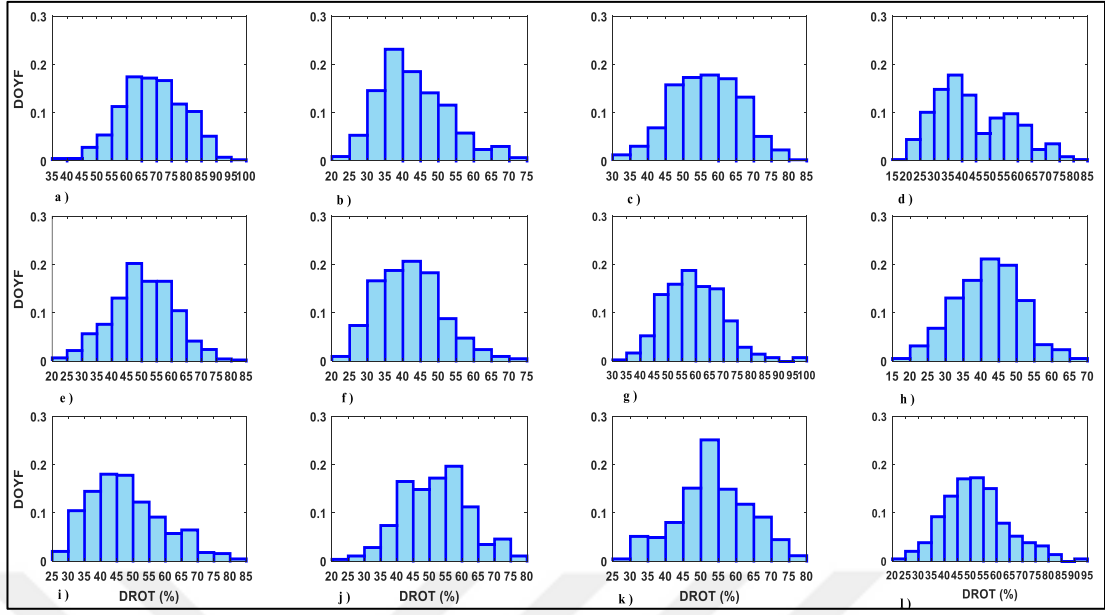 0.3 0.3 0.3 0.3
DOYF
0.2 0.2 0.2 0.2
0.1 0.1 0.1 0.1
0 0 0 0
35 40 45 50 55 60 65 70 75 80 85 90 95 100 20 25 30 35 40 45 50 55 60 65 70 75 30 35 40 45 50 55 60 65 70 75 80 85 15 20 25 30 35 40 45 50 55 60 65 70 75 80 85
a ) b ) c ) d )
0.3 0.3 0.3 0.3
DOYF
0.2 0.2 0.2 0.2
0.1 0.1 0.1 0.1
0 0 0 0
20 25 30 35 40 45 50 55 60 65 70 75 80 85 20 25 30 35 40 45 50 55 60 65 70 75 30 35 40 45 50 55 60 65 70 75 80 85 90 95 100 15 20 25 30 35 40 45 50 55 60 65 70
e ) f ) g ) h )
0.3 0.3 0.3 0.3
DOYF
0.2 0.2 0.2 0.2
0.1 0.1 0.1 0.1
0 0 0 0
25 30 35 40 45 50 55 60 65 70 75 80 85 20 25 30 35 40 45 50 55 60 65 70 75 80 25 30 35 40 45 50 55 60 65 70 75 80 20 25 30 35 40 45 50 55 60 65 70 75 80 85 90 95
i ) DROT (%) j ) DROT (%) k ) DROT (%) l ) DROT (%)